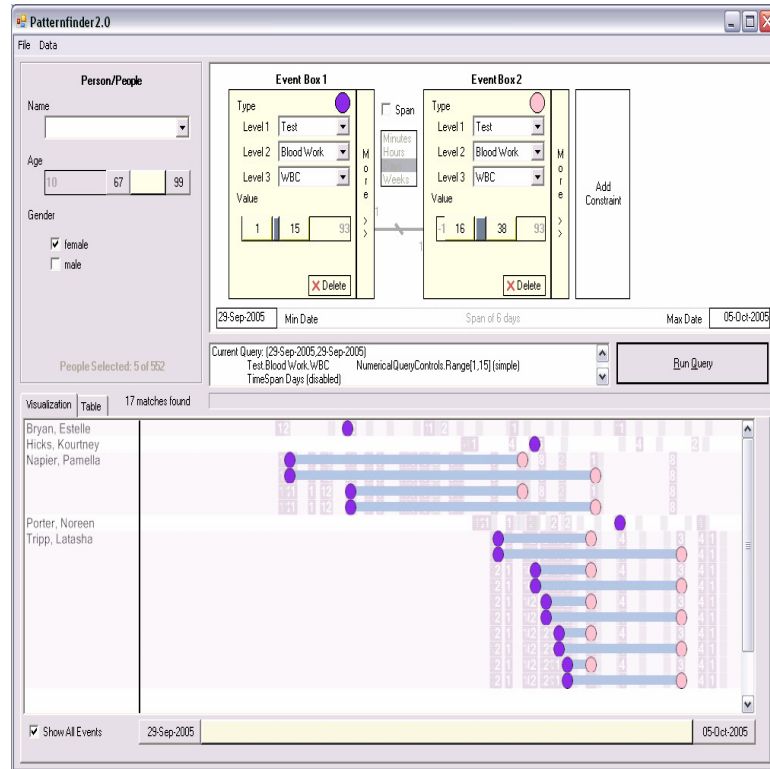 Patternfinder2.0
File Data
Person/People
Name
Age
10 67 99
Gender
female
male
People Selected: 5 of 552
Event Box 1
Type
Level 1 Test
Level 2 Blood Work
Level 3 WBC
Value
1 15 93
Delete
More >>
Span
Minutes
Hours
Weeks
1
1
Event Box 2
Type
Level 1 Test
Level 2 Blood Work
Level 3 WBC
Value
-1 16 38 93
Delete
More >>
Add
Constraint
29-Sep-2005 Min Date Span of 6 days Max Date 05-Oct-2005
Current Query: (29-Sep-2005,29-Sep-2005)
Test.Blood Work.WBC NumericalQueryControls.Range[1,15] (simple)
TimeSpan Days (disabled)
Run Query
Visualization Table 17 matches found
Bryan, Estelle
Hicks, Kourtney
Napier, Pamella
Porter, Noreen
Tripp, Latasha
Show All Events 29-Sep-2005 05-Oct-2005